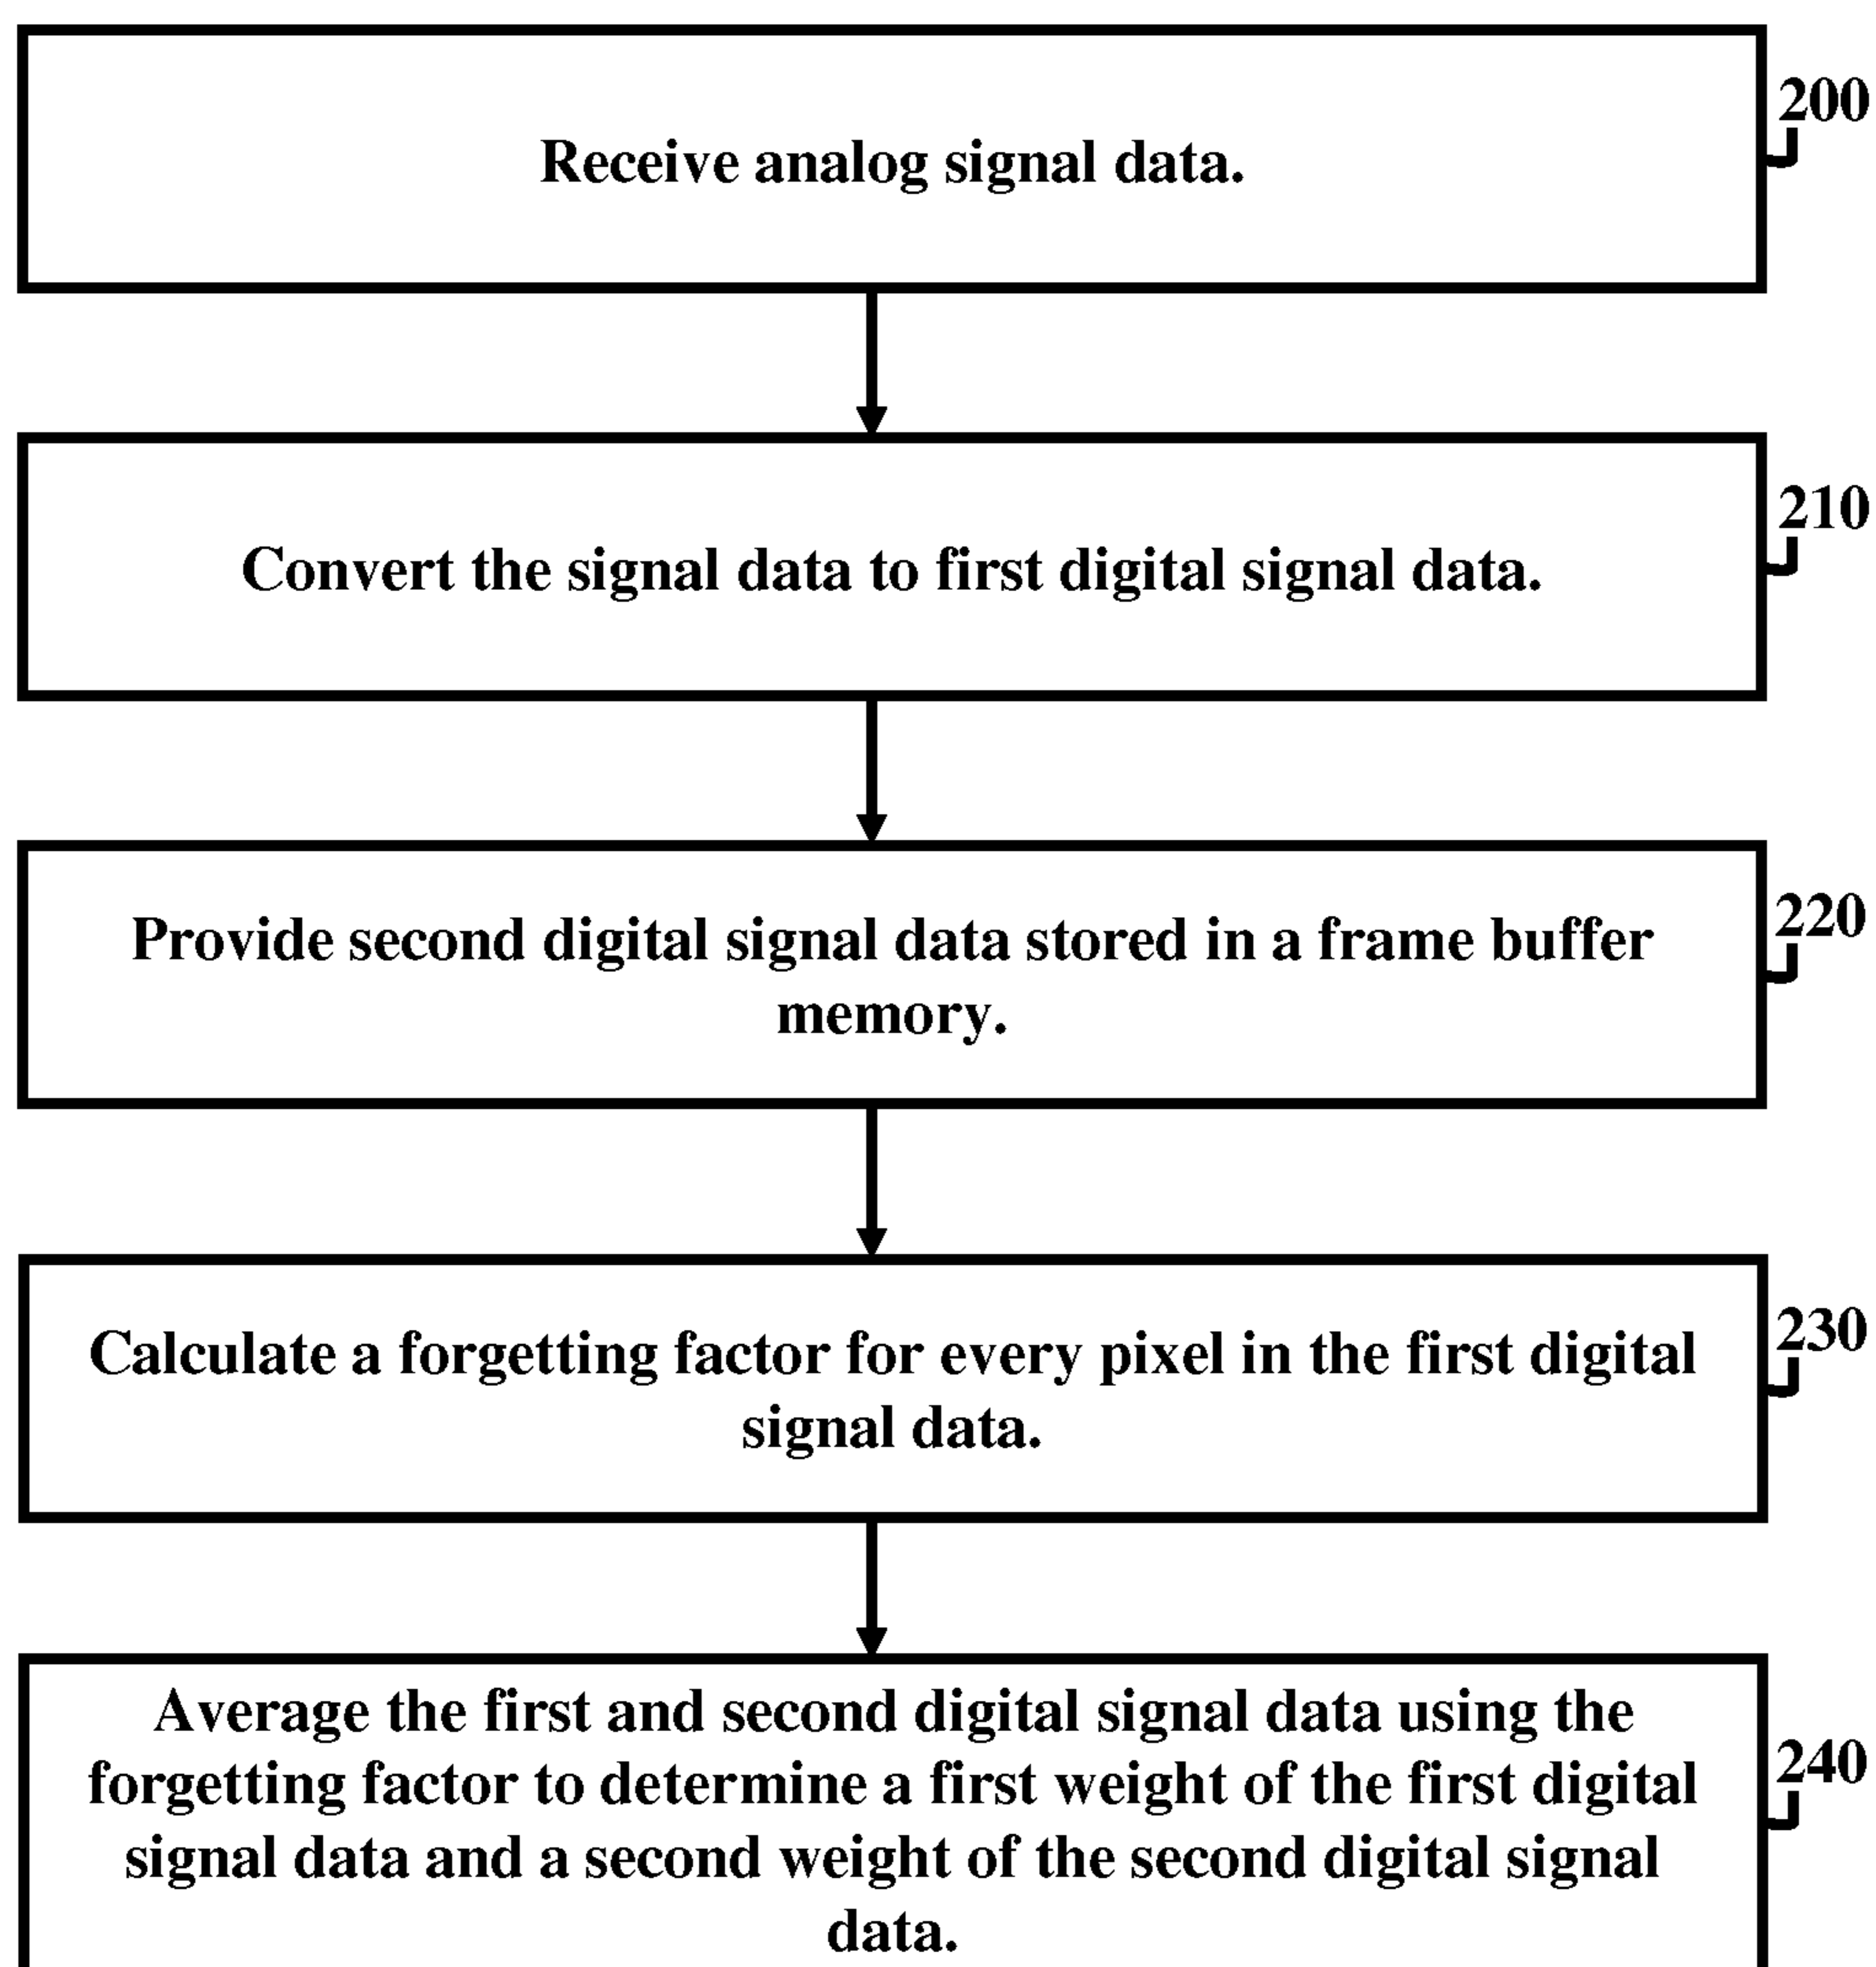 200
Receive analog signal data.
210
Convert the signal data to first digital signal data.
220
Provide second digital signal data stored in a frame buffer
memory.
230
Calculate a forgetting factor for every pixel in the first digital
signal data.
Average the first and second digital signal data using the
240
forgetting factor to determine a first weight of the first digital
signal data and a second weight of the second digital signal
data.